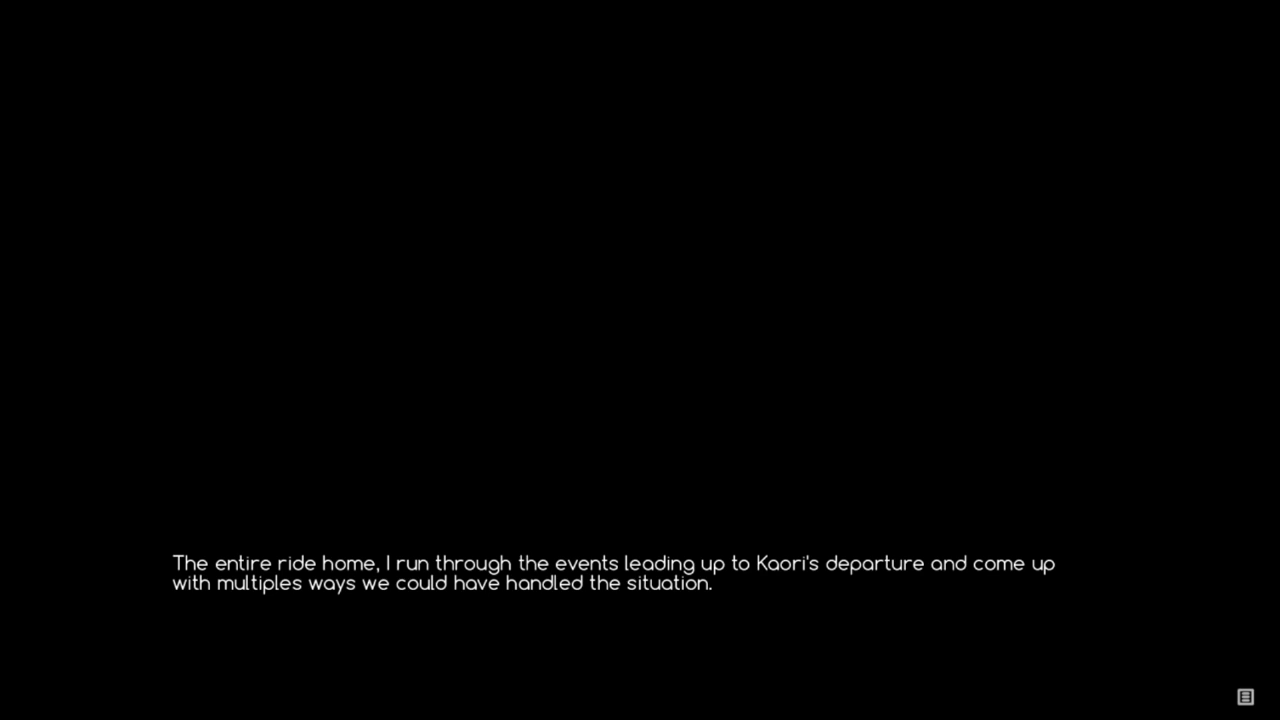 The entire ride home, I run through the events leading up to Kaori's departure and come up
with multiples ways we could have handled the situation.